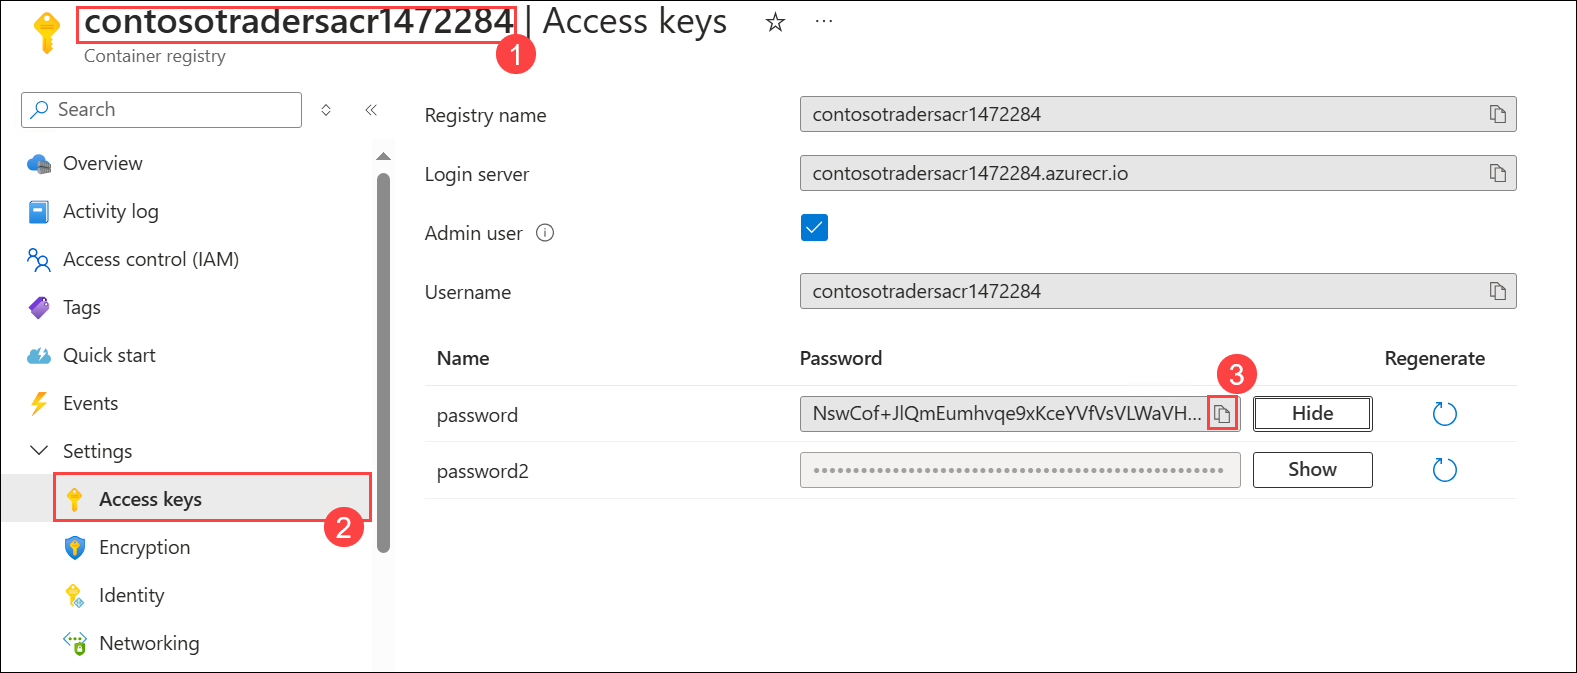 contosotradersacr1472284 | Access keys
1
Container registry
Search
Overview
Activity log
Access control (IAM)
Tags
Quick start
Events
Settings
Access keys
2
Encryption
Identity
Networking
Registry name
contosotradersacr1472284
Login server
contosotradersacr1472284.azurecr.io
Admin user
Username
contosotradersacr1472284
Name Password Regenerate
3
password NswCof+JlQmEumhvqe9xKceYVfVsVLWaVH... Hide
password2 Show